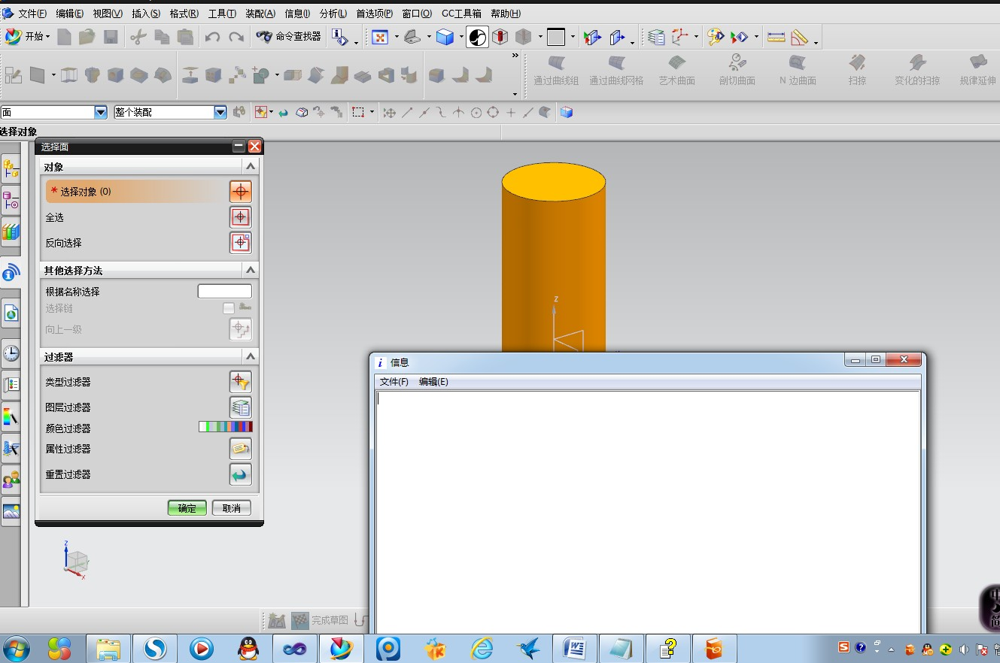 文件(F) 编辑(E) 视图(V) 插入(S) 格式(R) 工具(T) 装配(A) 信息(I) 分析(L) 首选项(P) 窗口(O) GC工具箱 帮助(H)
开始 命令查找器
通过曲线组 通过曲线网格 艺术曲面 剖切曲面 N 边曲面 扫掠 变化的扫掠 规律延伸
面 整个装配
选择对象
选择面
对象
* 选择对象 (0)
全选
反向选择
其他选择方法
根据名称选择
选择链
向上一级
过滤器
类型过滤器
图层过滤器
颜色过滤器
属性过滤器
重置过滤器
确定 取消
Z
信息
文件(F) 编辑(E)
Z
X
完成草图